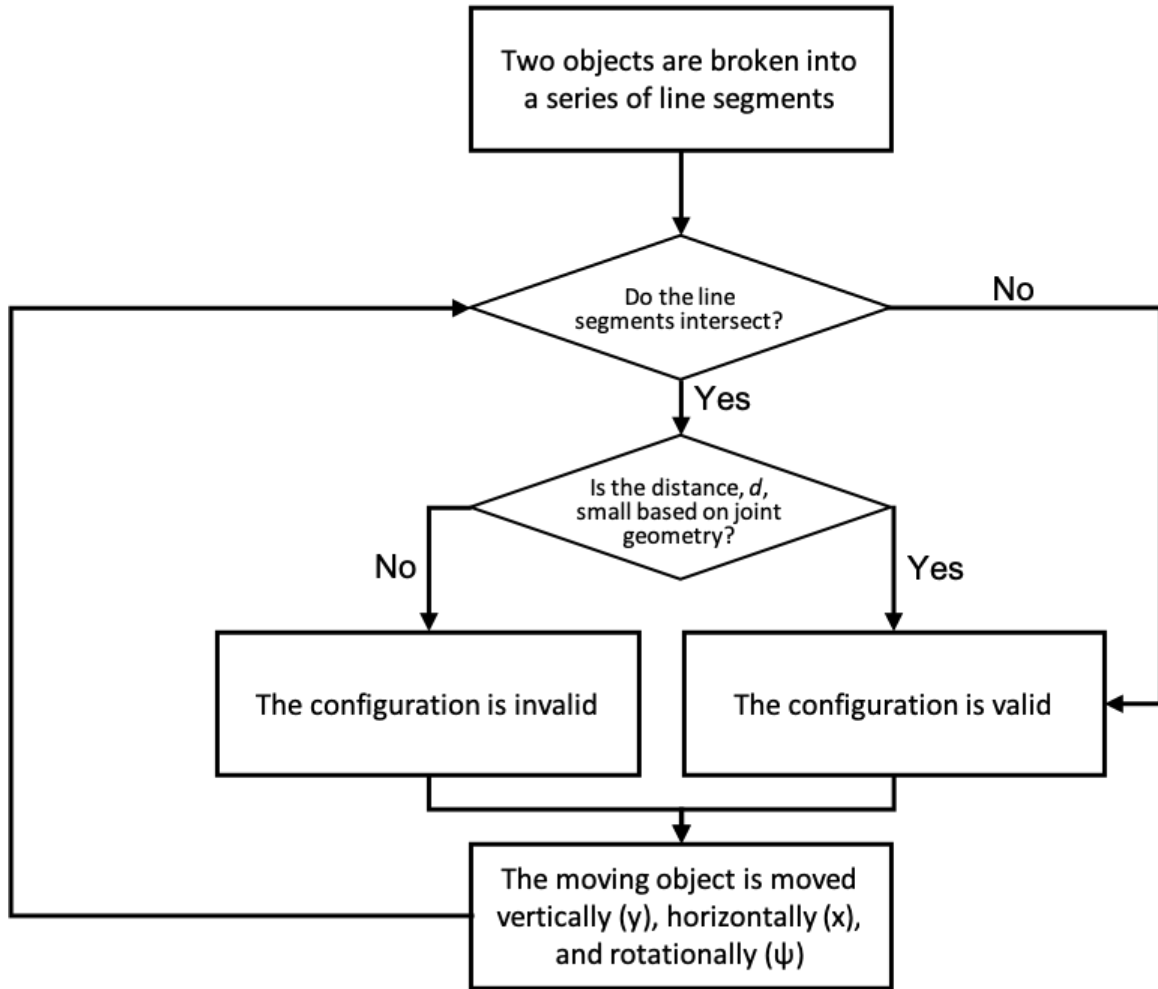 Two objects are broken into
a series of line segments
Do the line
segments intersect?
No
Yes
Is the distance, d,
small based on joint
geometry?
No
Yes
The configuration is invalid
The configuration is valid
The moving object is moved
vertically (y), horizontally (x),
and rotationally (ψ)